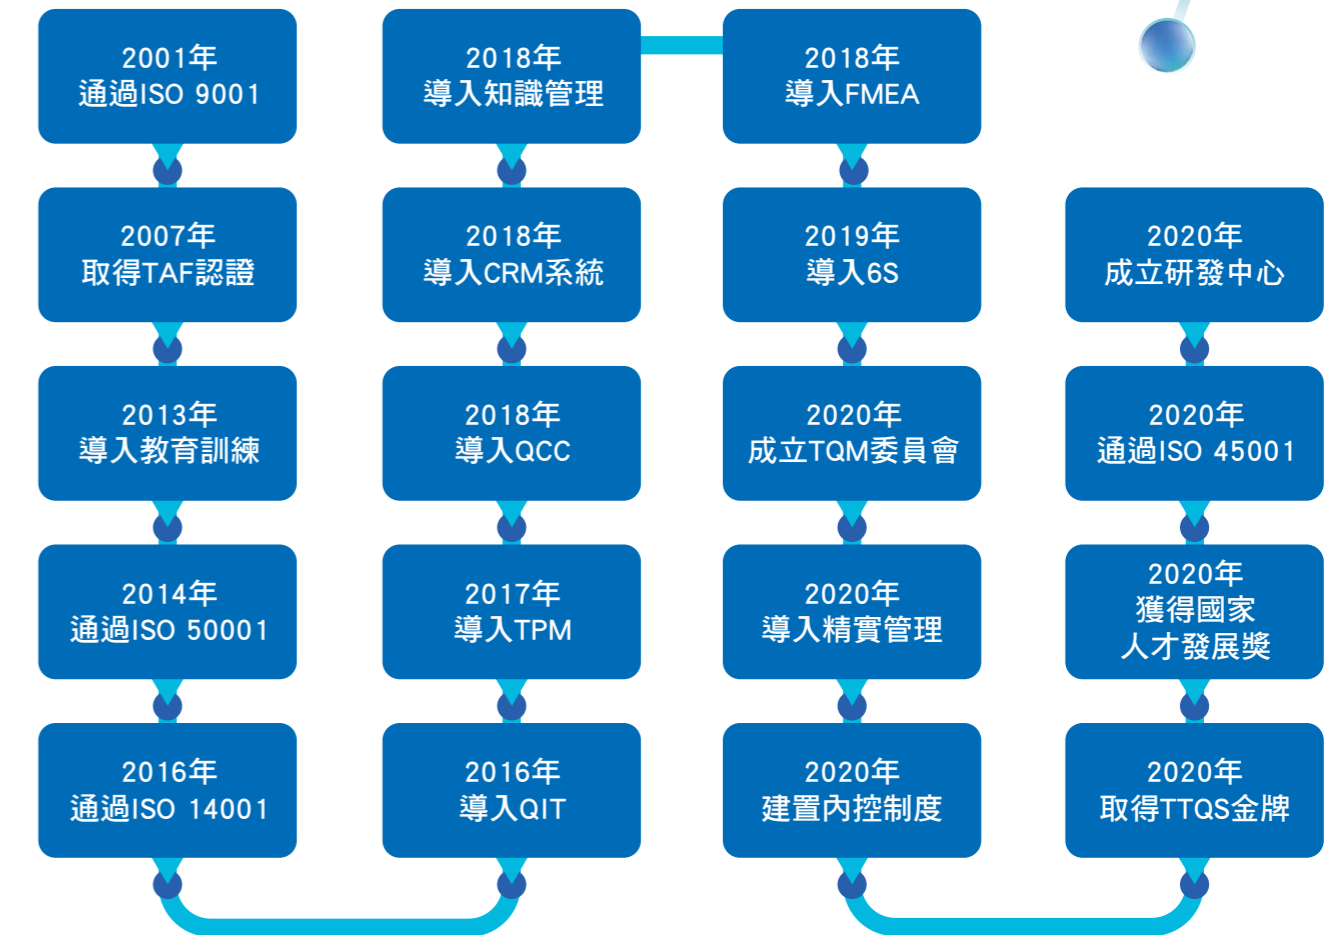 2001年
通過ISO 9001
2007年
取得TAF認證
2013年
導入教育訓練
2014年
通過ISO 50001
2016年
通過ISO 14001
2016年
導入QIT
2017年
導入TPM
2018年
導入QCC
2018年
導入CRM系統
2018年
導入知識管理
2018年
導入FMEA
2019年
導入6S
2020年
成立TQM委員會
2020年
導入精實管理
2020年
建置內控制度
2020年
取得TTQS金牌
2020年
獲得國家
人才發展獎
2020年
通過ISO 45001
2020年
成立研發中心